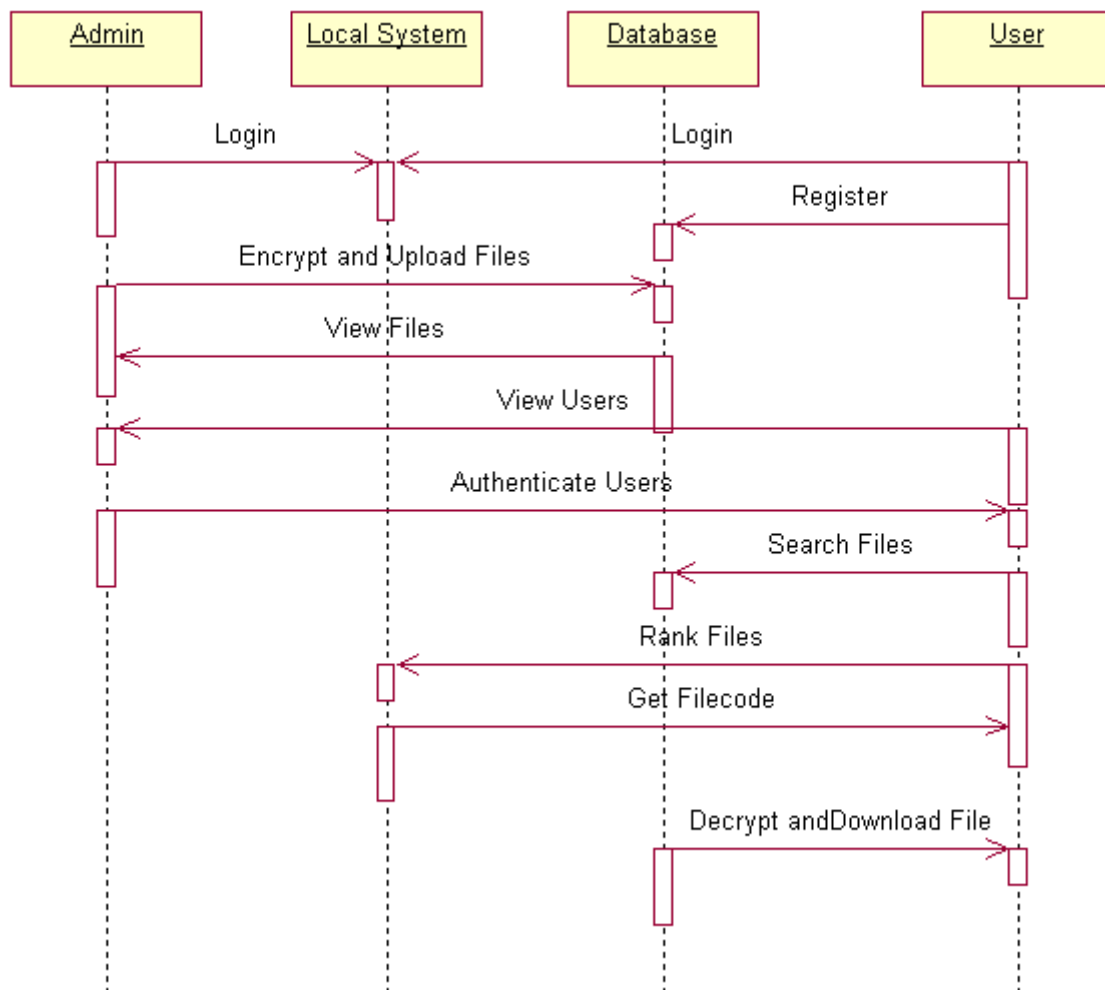 Admin
Local System
Database
User
Login
Login
Register
Encrypt and Upload Files
View Files
View Users
Authenticate Users
Search Files
Rank Files
Get Filecode
Decrypt andDownload File